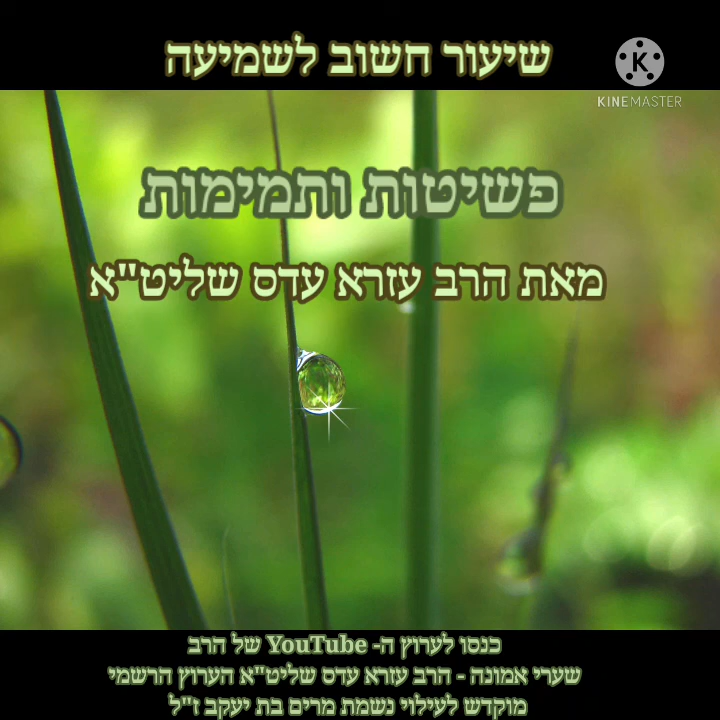 שיעור חשוב לשמיעה
KINEMASTER
פשיטות ותמימות
מאת הרב עזרא עדס שליט"א
כנסו לערוץ ה- YouTube של הרב
שערי אמונה - הרב עזרא עדס שליט"א הערוץ הרשמי
מוקדש לעילוי נשמת מרים בת יעקב ז"ל